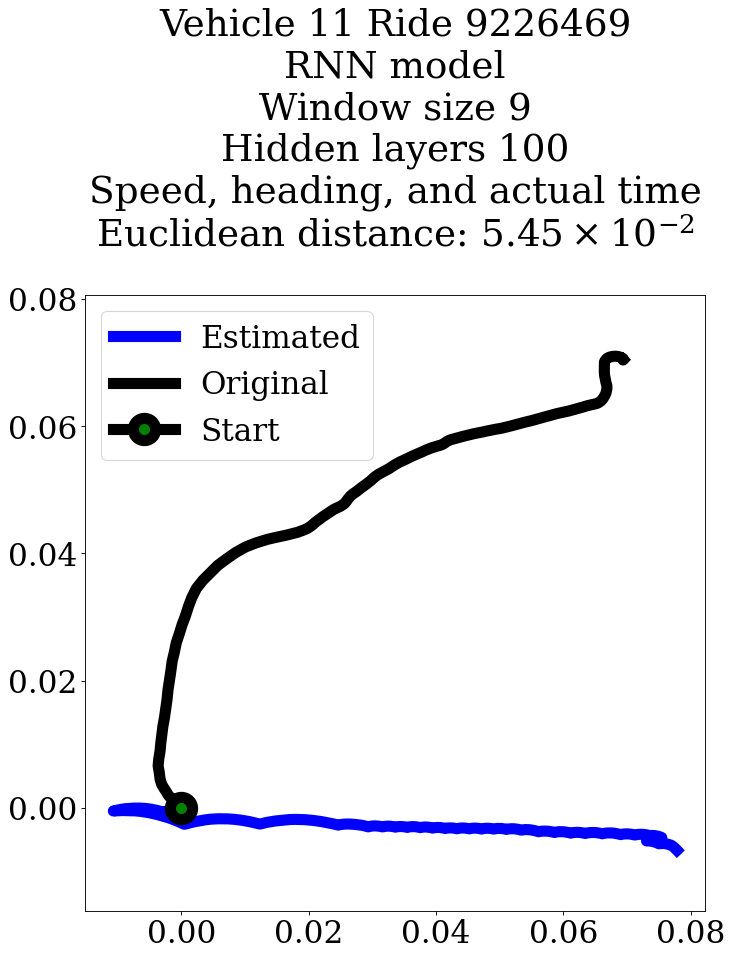 Vehicle 11 Ride 9226469
RNN model
Window size 9
Hidden layers 100
Speed, heading, and actual time
Euclidean distance: 5.45 × 10⁻²
Estimated
Original
Start
0.08
0.06
0.04
0.02
0.00
0.00 0.02 0.04 0.06 0.08